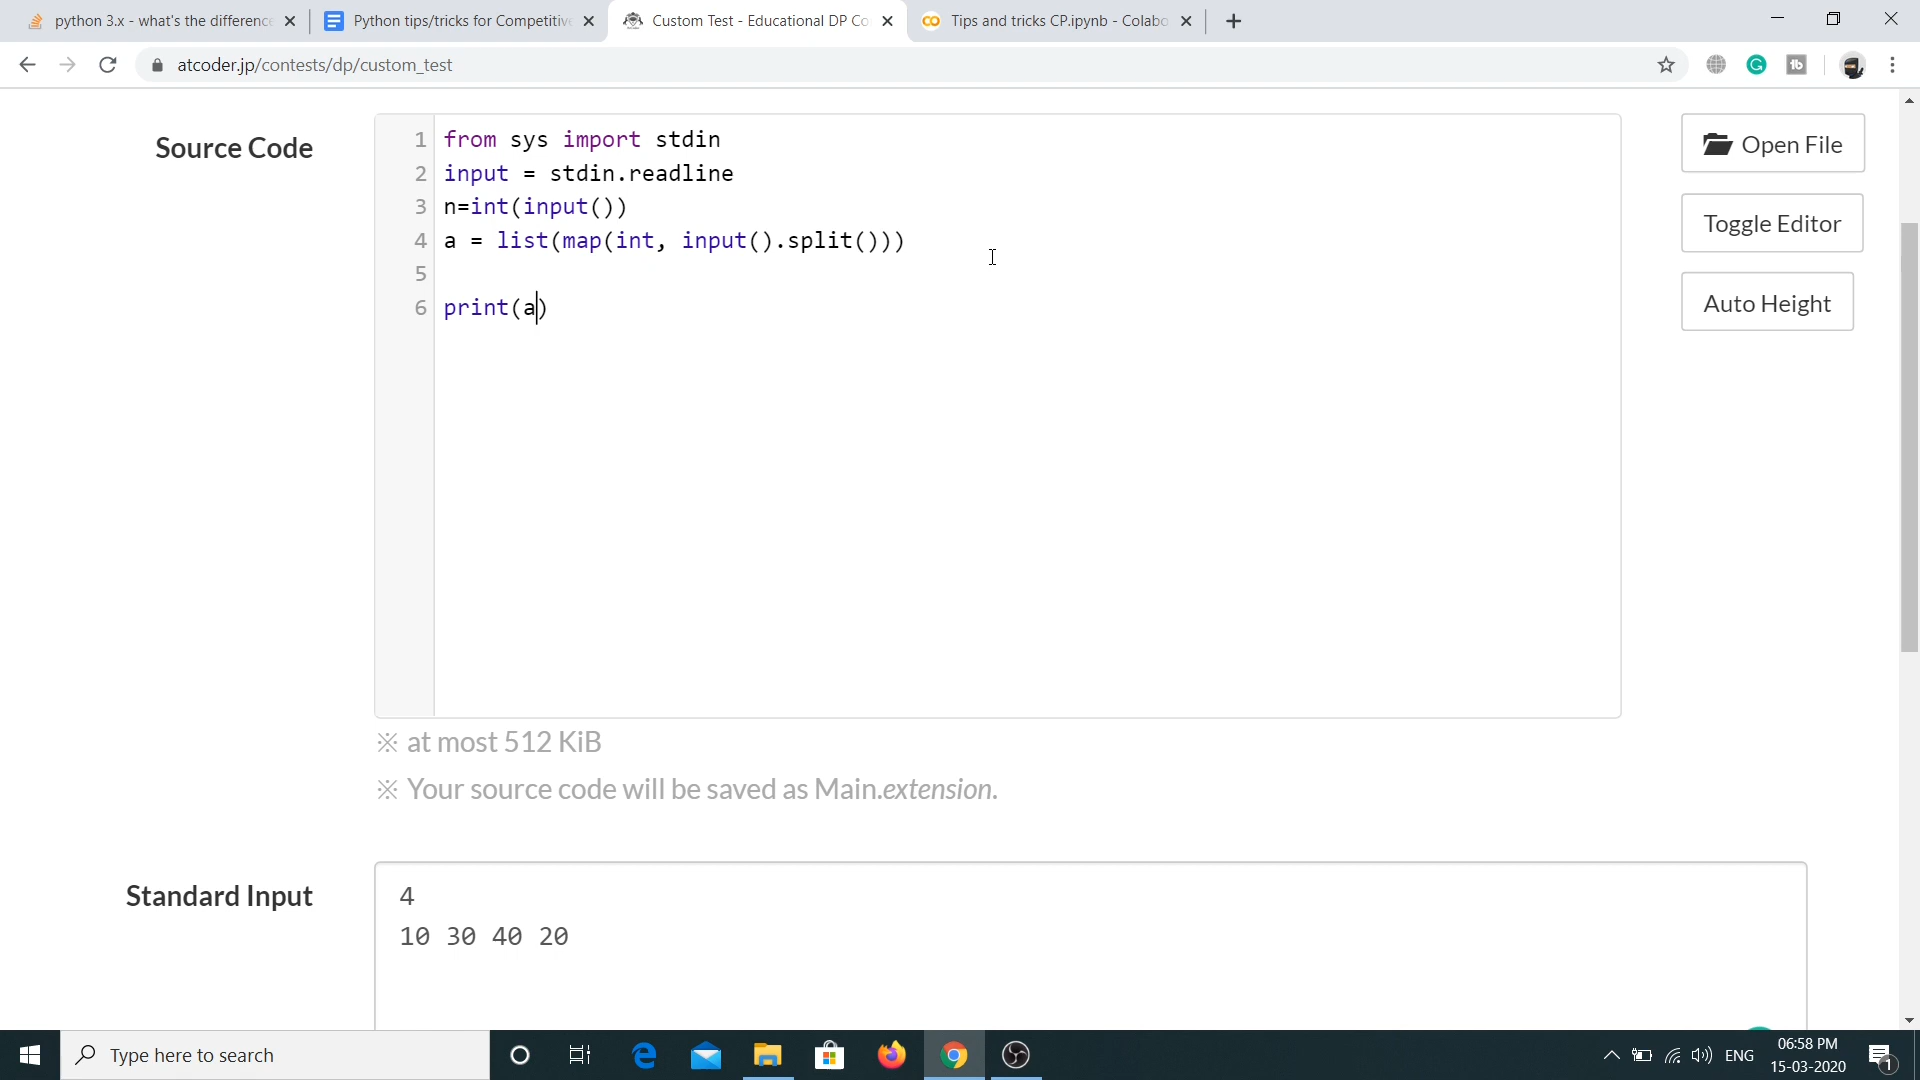 python 3.x - what's the difference
Python tips/tricks for Competitive
Custom Test - Educational DP Co
Tips and tricks CP.ipynb - Colabo
atcoder.jp/contests/dp/custom_test
Source Code
1 from sys import stdin
2 input = stdin.readline
3 n=int(input())
4 a = list(map(int, input().split()))
5
6 print(a)
Open File
Toggle Editor
Auto Height
※ at most 512 KiB
※ Your source code will be saved as Main.extension.
Standard Input
4
10 30 40 20
Type here to search
ENG
06:58 PM
15-03-2020
1